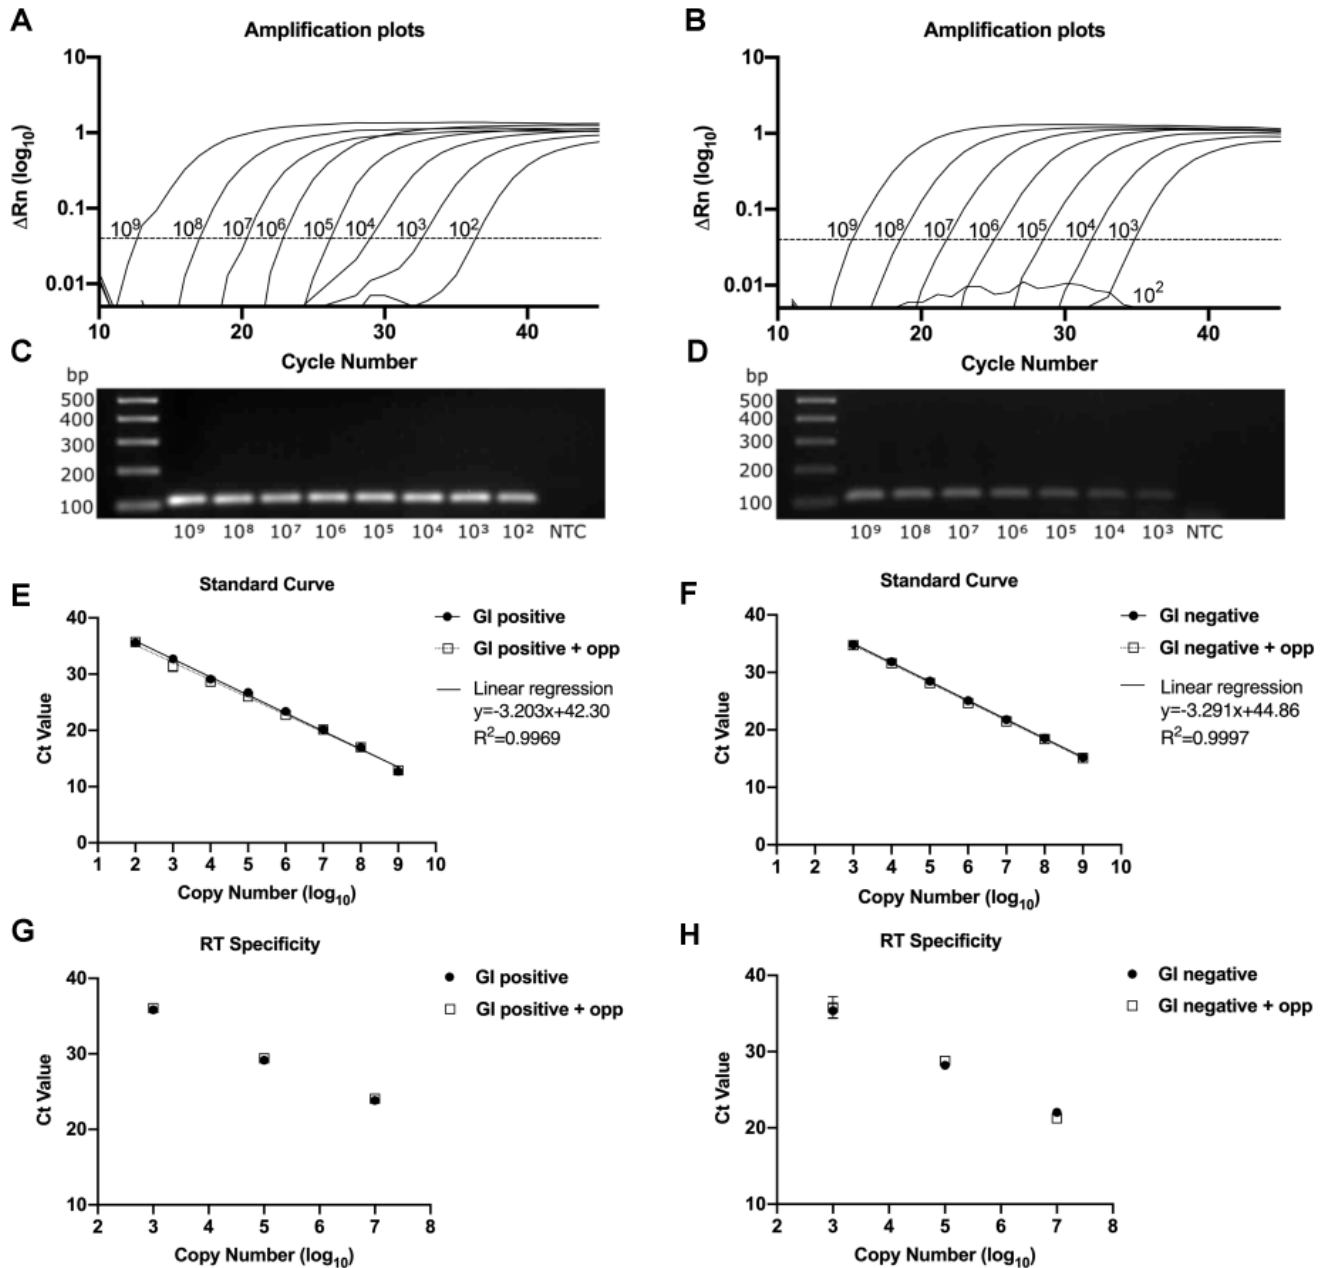 A
Amplification plots
10
1
0.1
0.01
ΔRn (log10)
10⁹ 10⁸ 10⁷ 10⁶ 10⁵ 10⁴ 10³ 10²
10 20 30 40
Cycle Number
B
Amplification plots
10
1
0.1
0.01
ΔRn (log10)
10⁹ 10⁸ 10⁷ 10⁶ 10⁵ 10⁴ 10³
10²
10 20 30 40
Cycle Number
C
bp
500
400
300
200
100
10⁹ 10⁸ 10⁷ 10⁶ 10⁵ 10⁴ 10³ 10² NTC
D
bp
500
400
300
200
100
10⁹ 10⁸ 10⁷ 10⁶ 10⁵ 10⁴ 10³ NTC
E
Standard Curve
40
30
20
10
0
Ct Value
1 2 3 4 5 6 7 8 9 10
Copy Number (log10)
GI positive
GI positive + opp
Linear regression
y=-3.203x+42.30
R²=0.9969
F
Standard Curve
40
30
20
10
0
Ct Value
1 2 3 4 5 6 7 8 9 10
Copy Number (log10)
GI negative
GI negative + opp
Linear regression
y=-3.291x+44.86
R²=0.9997
G
RT Specificity
40
30
20
10
Ct Value
2 3 4 5 6 7 8
Copy Number (log10)
GI positive
GI positive + opp
H
RT Specificity
40
30
20
10
Ct Value
2 3 4 5 6 7 8
Copy Number (log10)
GI negative
GI negative + opp